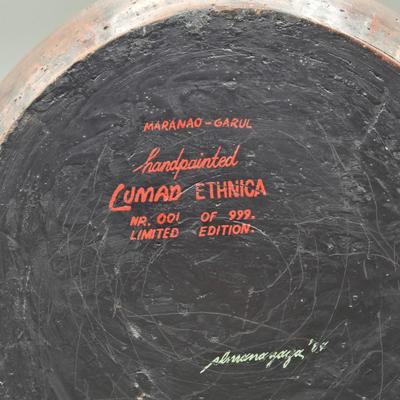 MARANAO-GARUL
handpainted
LUMAD ETHNICA
NR. 001 OF 999.
LIMITED EDITION.